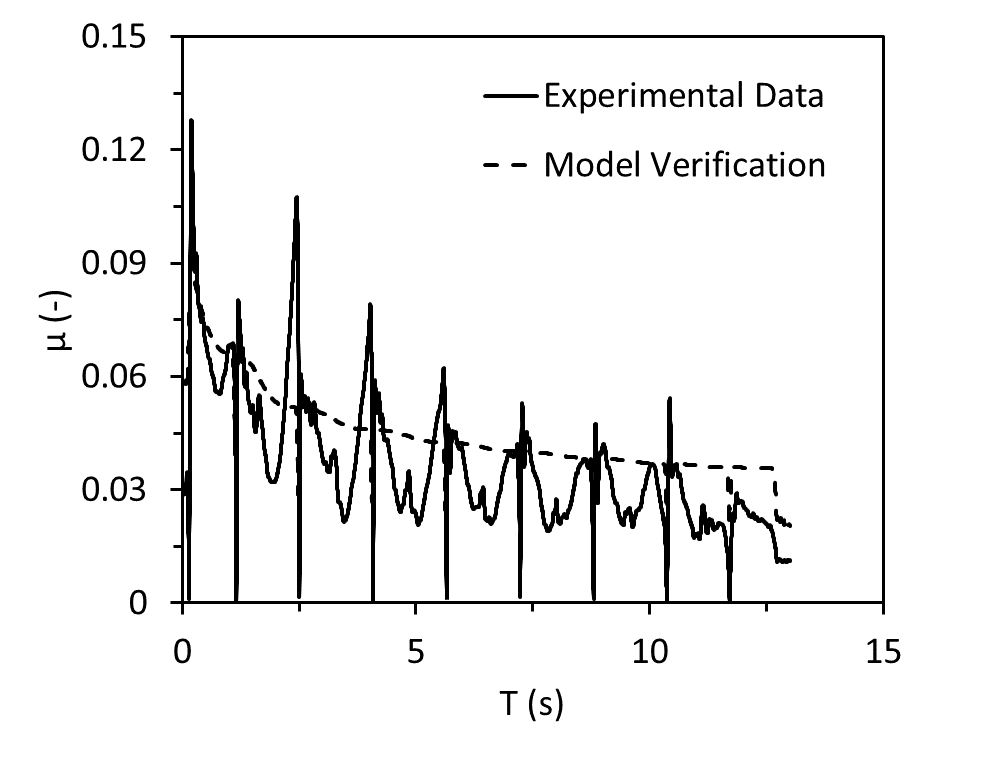 0.15
0.12
0.09
0.06
0.03
0
μ (-)
Experimental Data
Model Verification
0 5 10 15
T (s)